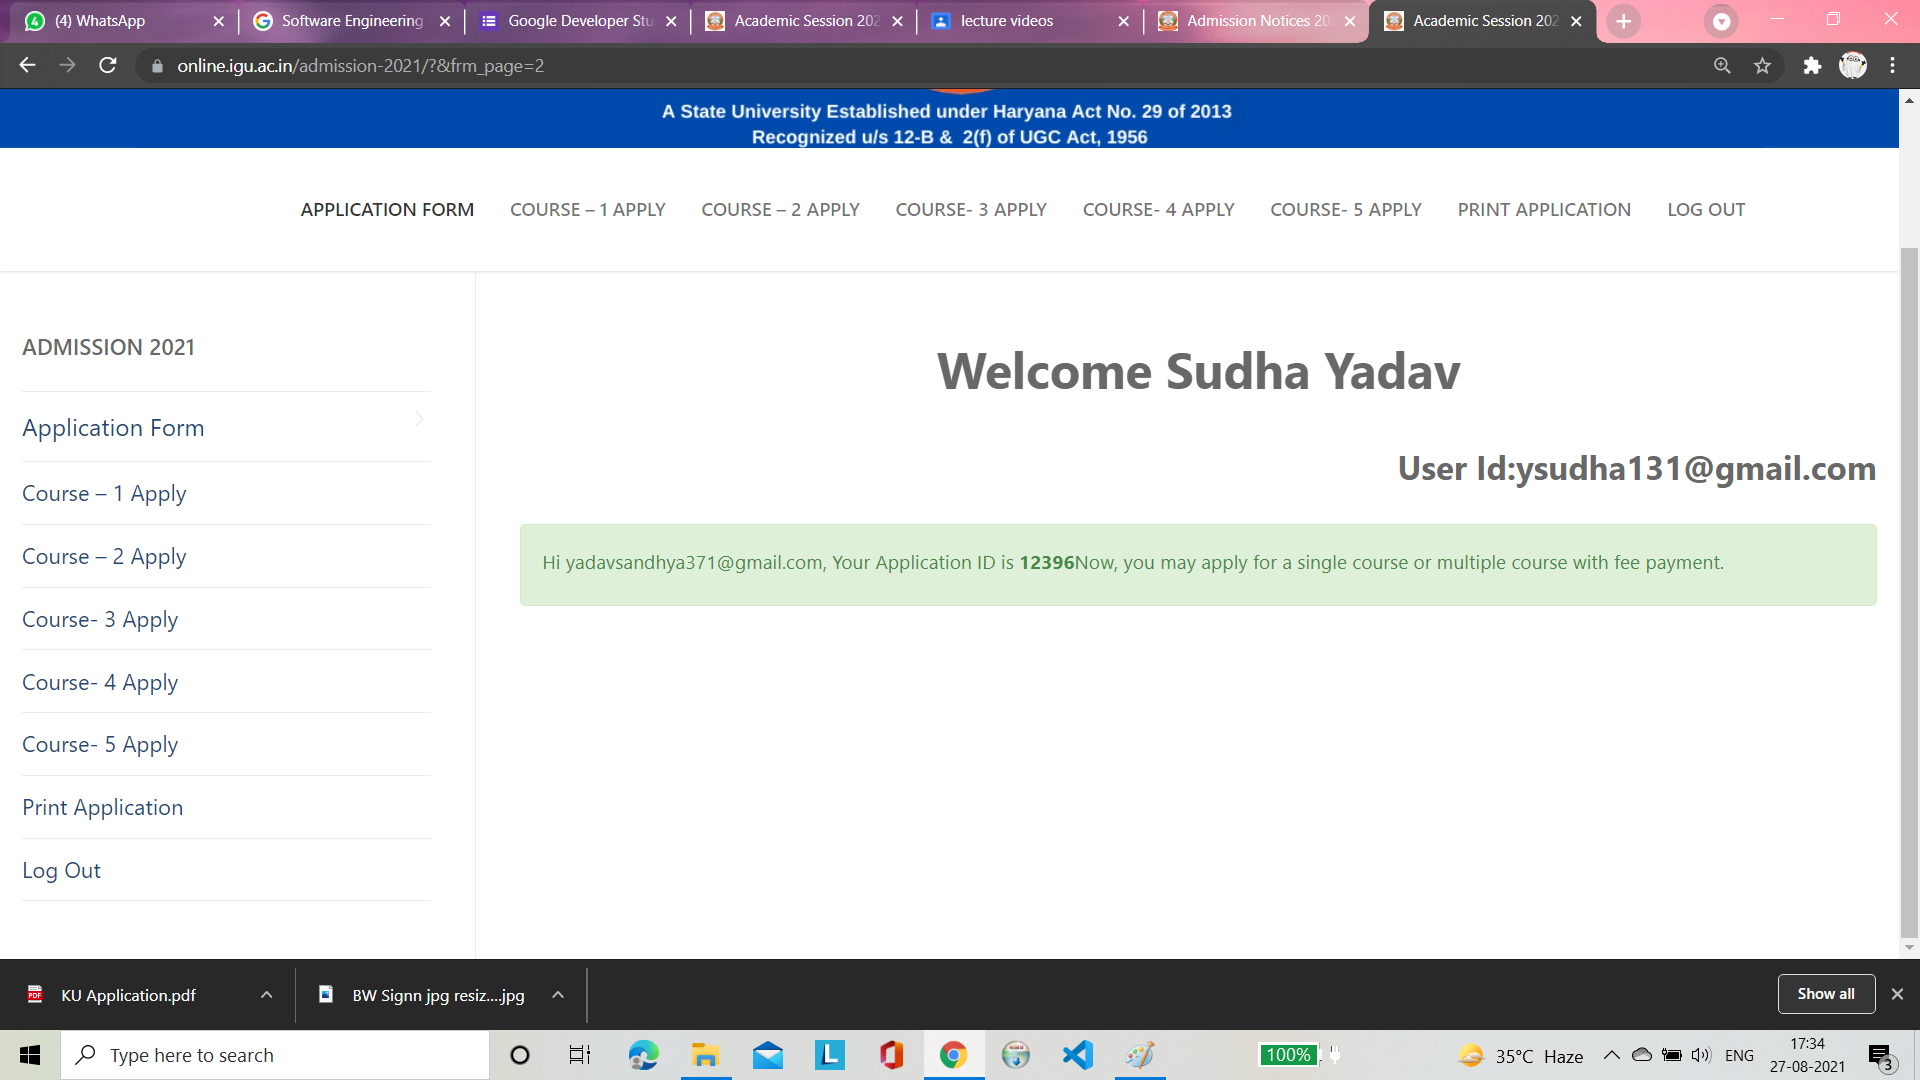 (4) WhatsApp
Software Engineering
Google Developer Stu
Academic Session 202
lecture videos
Admission Notices 20
Academic Session 202
online.igu.ac.in/admission-2021/?&frm_page=2
A State University Established under Haryana Act No. 29 of 2013
Recognized u/s 12-B & 2(f) of UGC Act, 1956
APPLICATION FORM
COURSE – 1 APPLY
COURSE – 2 APPLY
COURSE- 3 APPLY
COURSE- 4 APPLY
COURSE- 5 APPLY
PRINT APPLICATION
LOG OUT
ADMISSION 2021
Application Form
Course – 1 Apply
Course – 2 Apply
Course- 3 Apply
Course- 4 Apply
Course- 5 Apply
Print Application
Log Out
Welcome Sudha Yadav
User Id:ysudha131@gmail.com
Hi yadavsandhya371@gmail.com, Your Application ID is 12396Now, you may apply for a single course or multiple course with fee payment.
KU Application.pdf
BW Signn jpg resiz....jpg
Show all
Type here to search
100%
35°C Haze
ENG
17:34
27-08-2021
3